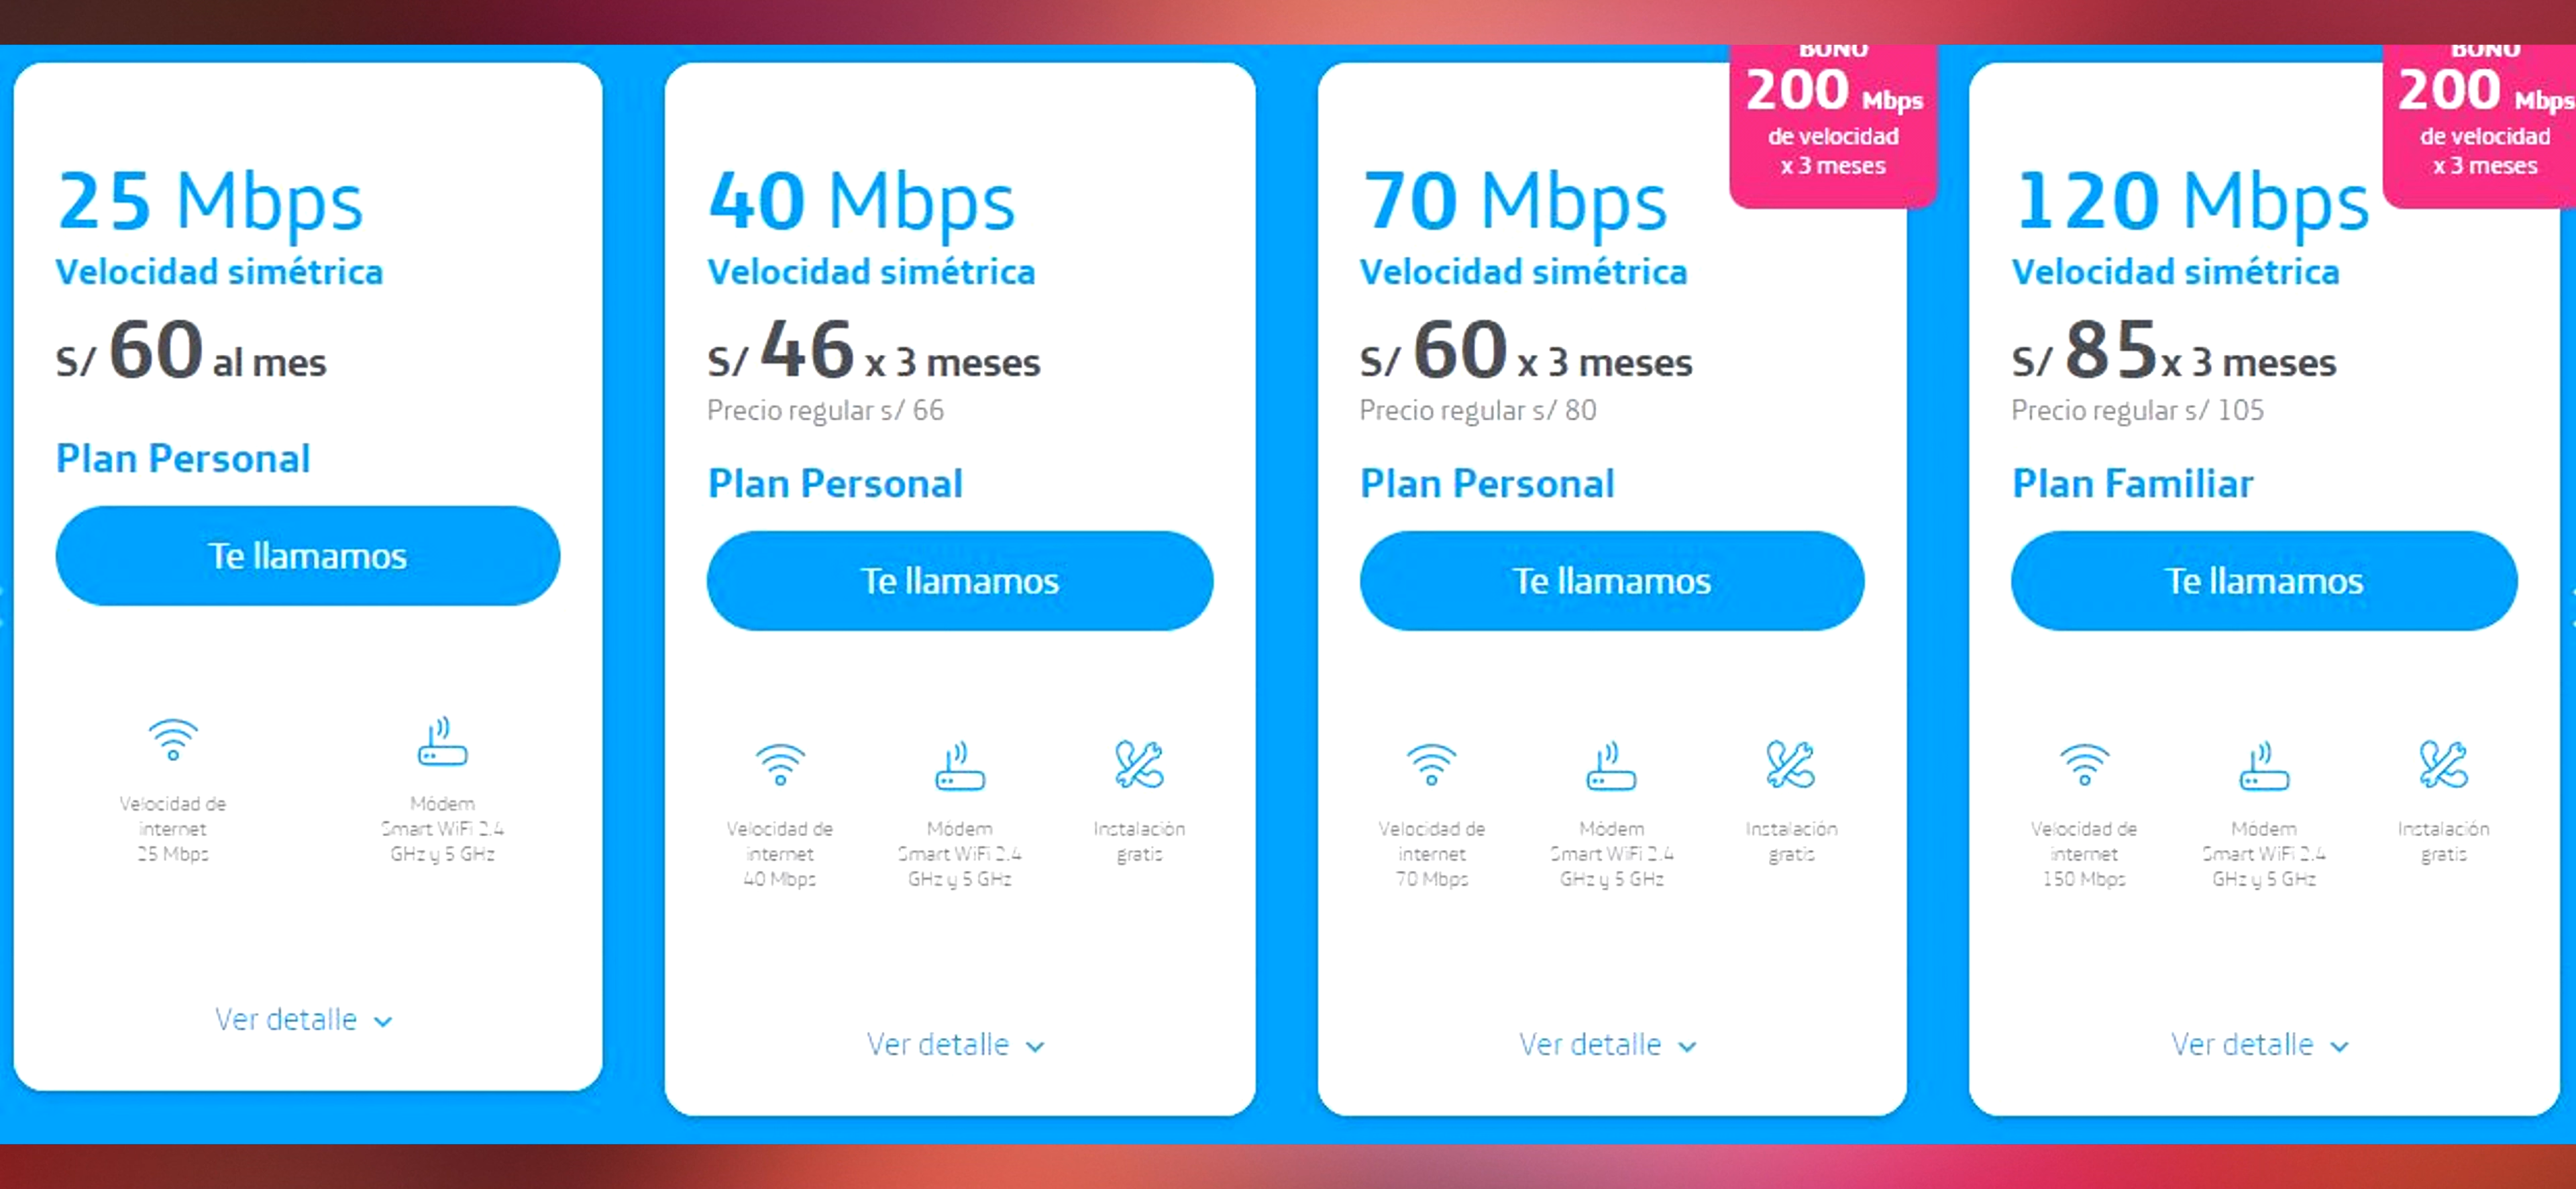 25 Mbps
Velocidad simétrica
S/ 60 al mes
Plan Personal
Te llamamos
Velocidad de
internet
25 Mbps
Módem
Smart WiFi 2.4
GHz y 5 GHz
Ver detalle
40 Mbps
Velocidad simétrica
S/ 46 x 3 meses
Precio regular s/ 66
Plan Personal
Te llamamos
Velocidad de
internet
40 Mbps
Módem
Smart WiFi 2.4
GHz y 5 GHz
Instalación
gratis
Ver detalle
BONO
200 Mbps
de velocidad
x 3 meses
70 Mbps
Velocidad simétrica
S/ 60 x 3 meses
Precio regular s/ 80
Plan Personal
Te llamamos
Velocidad de
internet
70 Mbps
Módem
Smart WiFi 2.4
GHz y 5 GHz
Instalación
gratis
Ver detalle
BONO
200 Mbps
de velocidad
x 3 meses
120 Mbps
Velocidad simétrica
S/ 85 x 3 meses
Precio regular s/ 105
Plan Familiar
Te llamamos
Velocidad de
internet
150 Mbps
Módem
Smart WiFi 2.4
GHz y 5 GHz
Instalación
gratis
Ver detalle